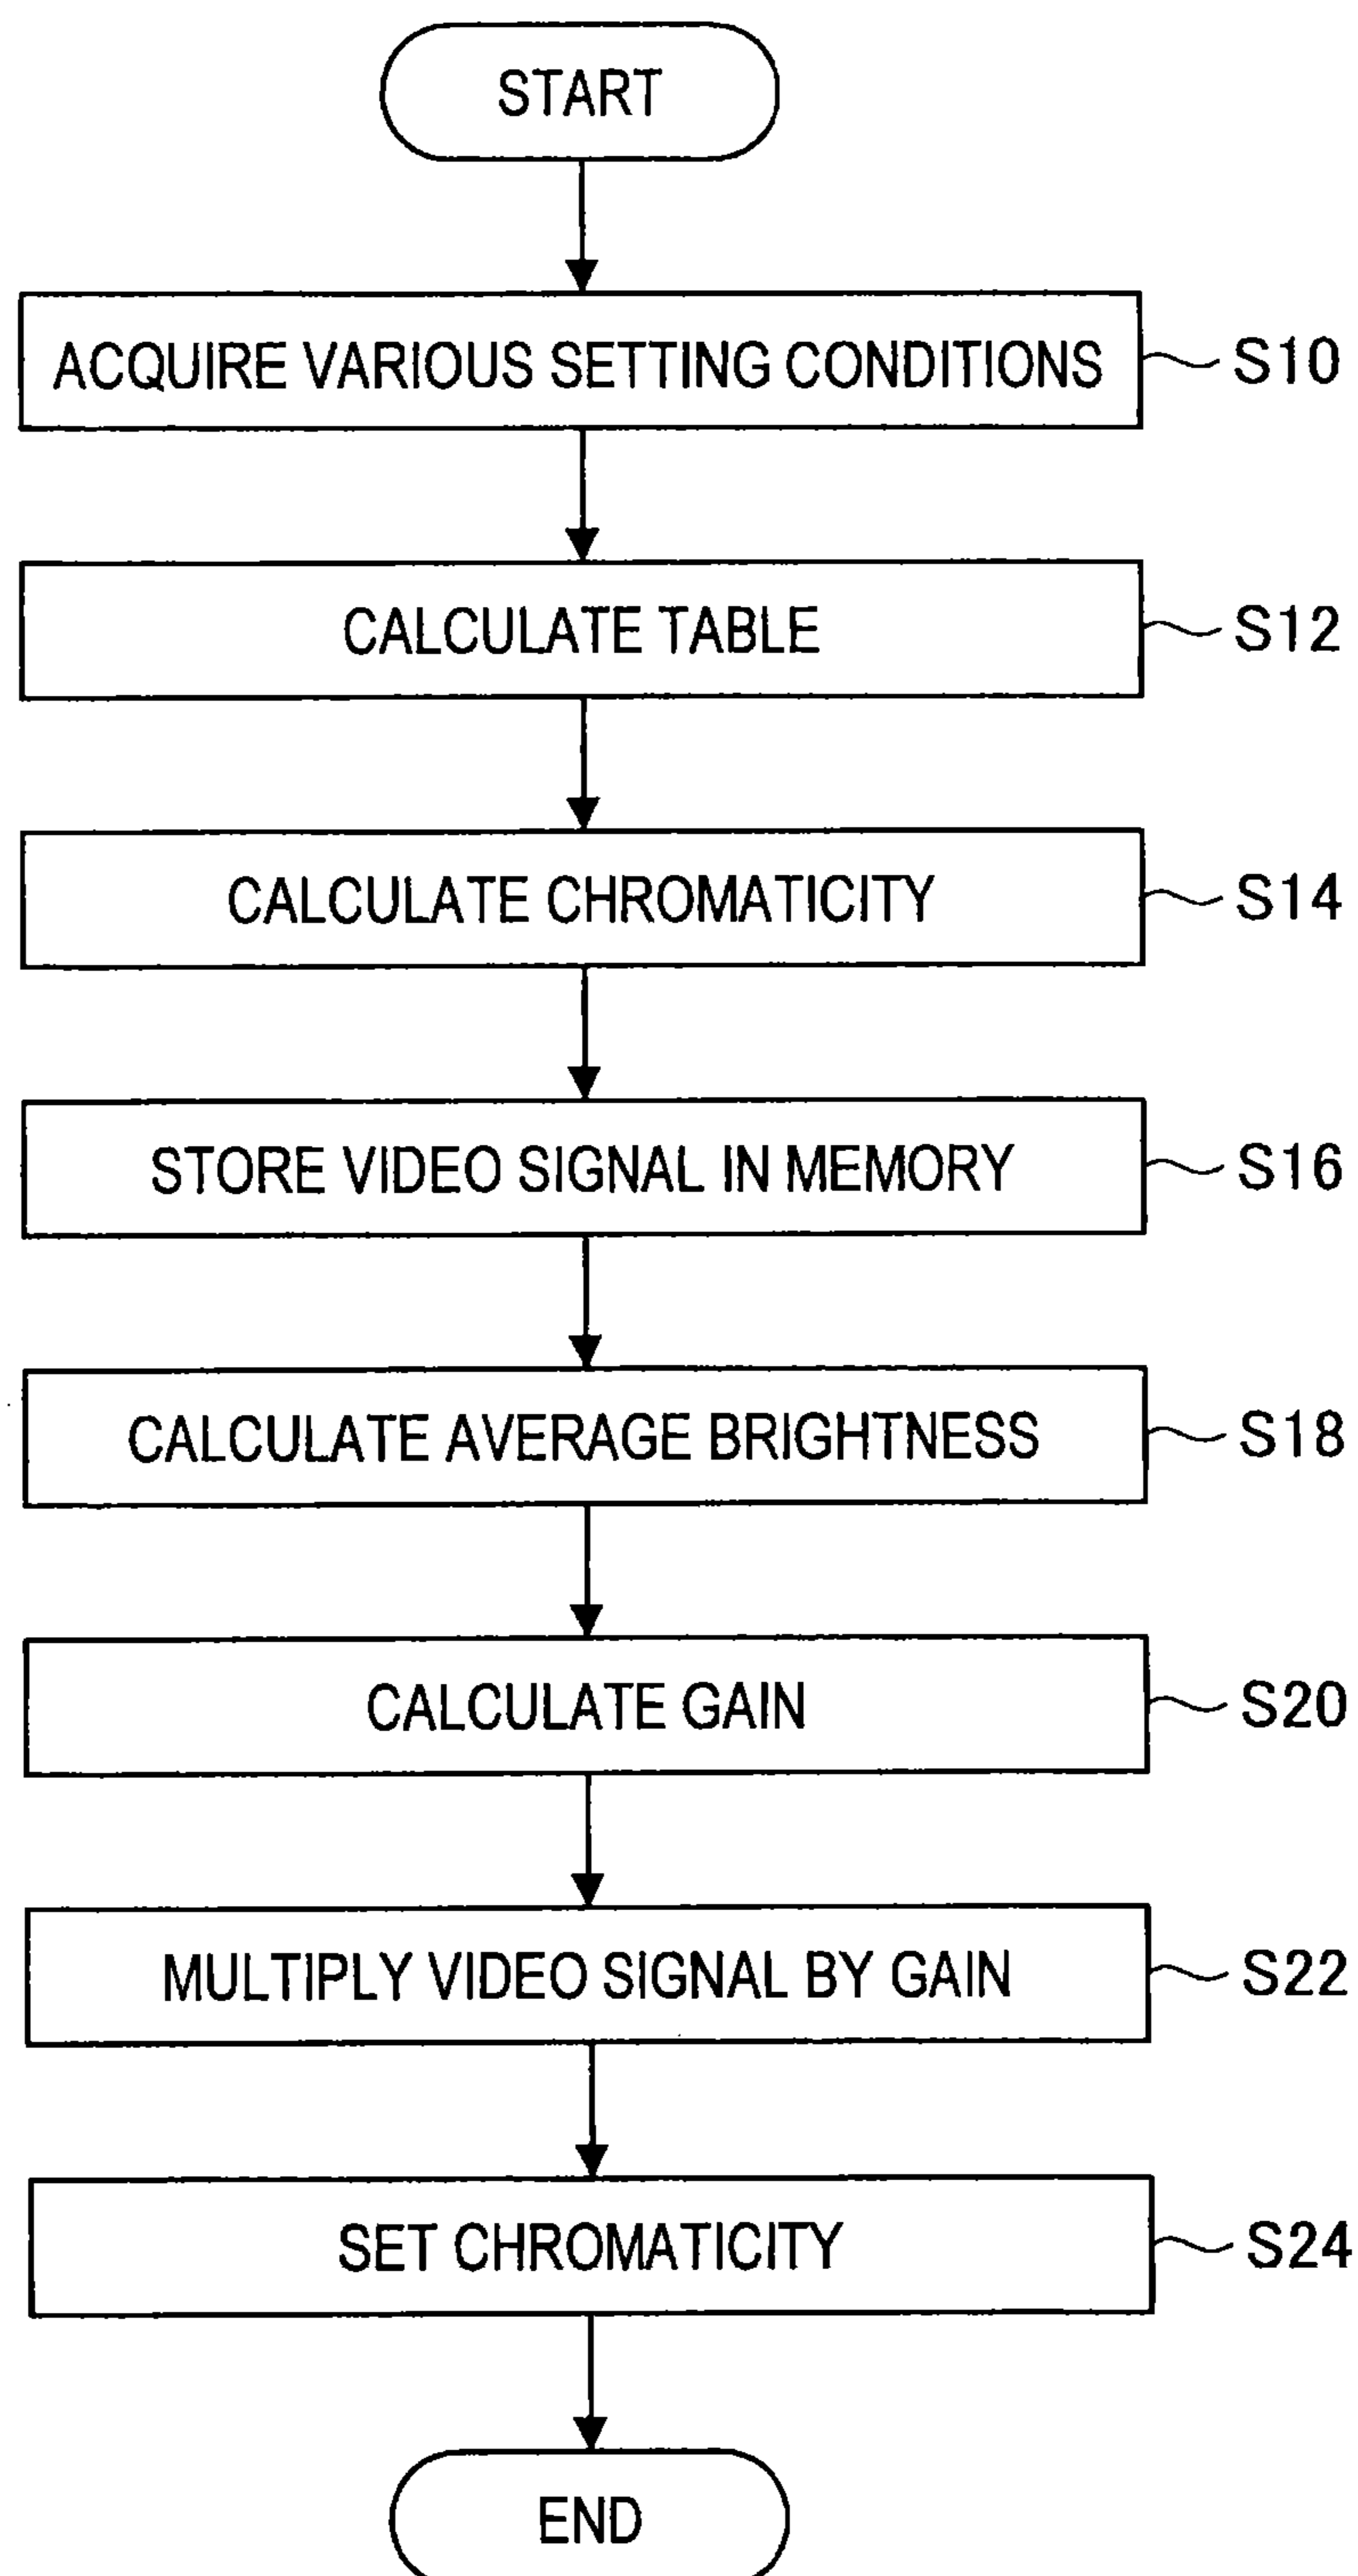 START
ACQUIRE VARIOUS SETTING CONDITIONS S10
CALCULATE TABLE S12
CALCULATE CHROMATICITY S14
STORE VIDEO SIGNAL IN MEMORY S16
CALCULATE AVERAGE BRIGHTNESS S18
CALCULATE GAIN S20
MULTIPLY VIDEO SIGNAL BY GAIN S22
SET CHROMATICITY S24
END